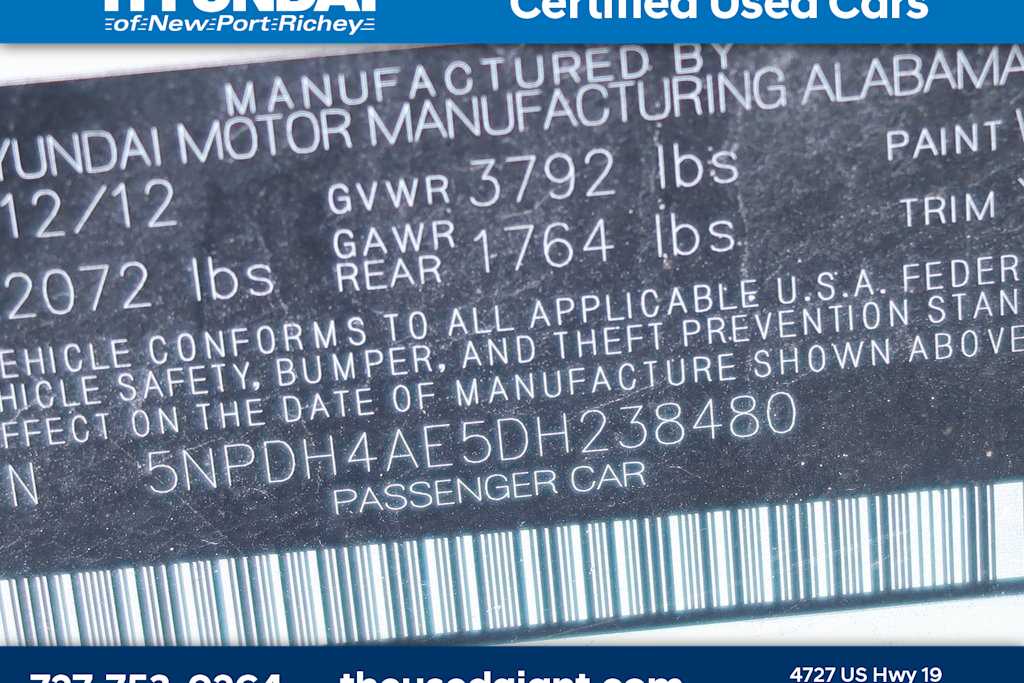 HYUNDAI
of New Port Richey
Certified Used Cars
MANUFACTURED BY
YUNDAI MOTOR MANUFACTURING ALABAMA
12/12 GVWR 3792 lbs PAINT
2072 lbs GAWR REAR 1764 lbs TRIM
EHICLE CONFORMS TO ALL APPLICABLE U.S.A. FEDER
HICLE SAFETY, BUMPER, AND THEFT PREVENTION STAN
FFECT ON THE DATE OF MANUFACTURE SHOWN ABOVE
N 5NPDH4AE5DH238480
PASSENGER CAR
4727 US Hwy 19